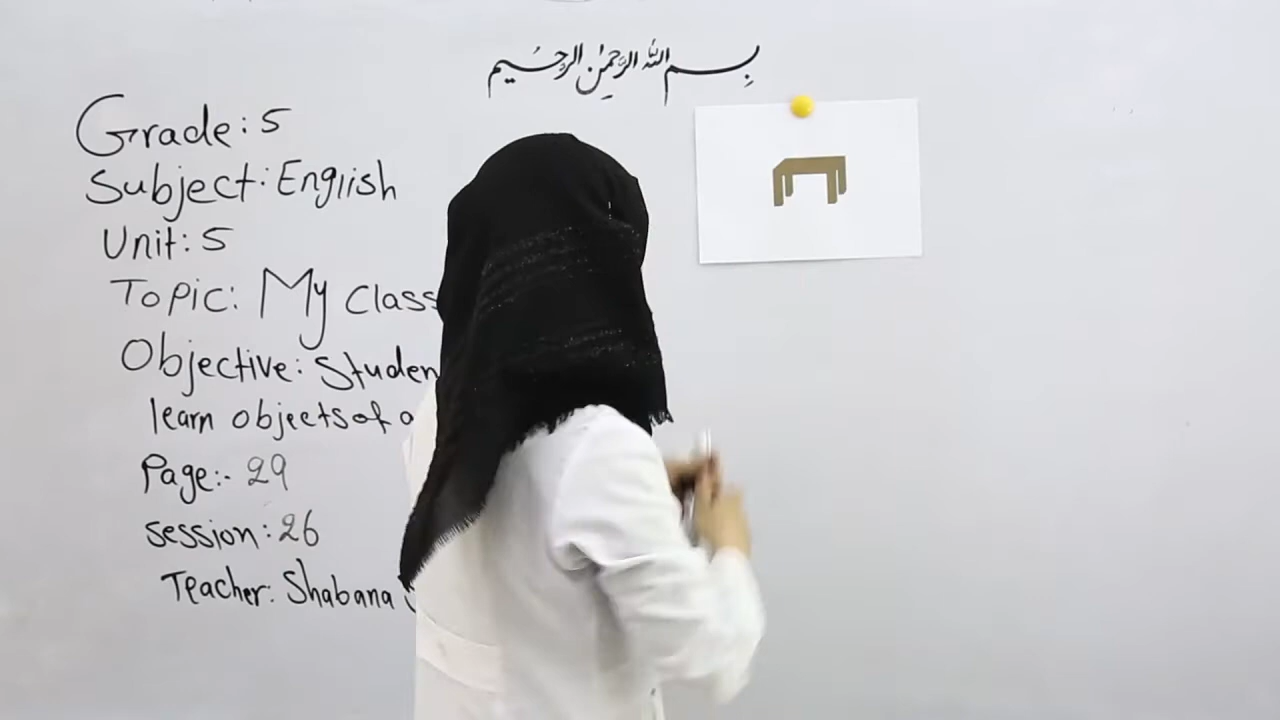 بِسْمِ اللهِ الرَّحْمٰنِ الرَّحِيْمِ
Grade: 5
Subject: English
Unit: 5
Topic: My class
Objective: Studen
learn objects of a
Page:- 29
session: 26
Teacher: Shabana